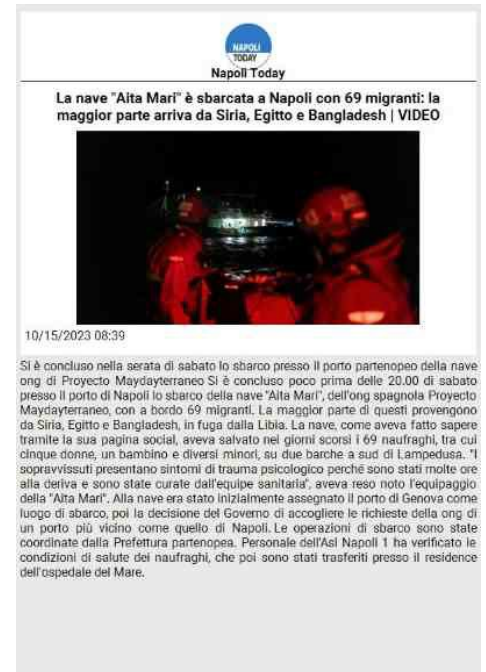 NAPOLI
TODAY
Napoli Today
La nave "Aita Mari" è sbarcata a Napoli con 69 migranti: la
maggior parte arriva da Siria, Egitto e Bangladesh | VIDEO
10/15/2023 08:39
Si è concluso nella serata di sabato lo sbarco presso il porto partenopeo della nave
ong di Proyecto Maydayterraneo Si è concluso poco prima delle 20.00 di sabato
presso il porto di Napoli lo sbarco della nave "Aita Mari", dell'ong spagnola Proyecto
Maydayterraneo, con a bordo 69 migranti. La maggior parte di questi provengono
da Siria, Egitto e Bangladesh, in fuga dalla Libia. La nave, come aveva fatto sapere
tramite la sua pagina social, aveva salvato nei giorni scorsi i 69 naufraghi, tra cui
cinque donne, un bambino e diversi minori, su due barche a sud di Lampedusa. "I
sopravvissuti presentano sintomi di trauma psicologico perché sono stati molte ore
alla deriva e sono state curate dall'equipe sanitaria", aveva reso noto l'equipaggio
della "Aita Mari". Alla nave era stato inizialmente assegnato il porto di Genova come
luogo di sbarco, poi la decisione del Governo di accogliere le richieste della ong di
un porto più vicino come quello di Napoli. Le operazioni di sbarco sono state
coordinate dalla Prefettura partenopea. Personale dell'Asl Napoli 1 ha verificato le
condizioni di salute dei naufraghi, che poi sono stati trasferiti presso il residence
dell'ospedale del Mare.